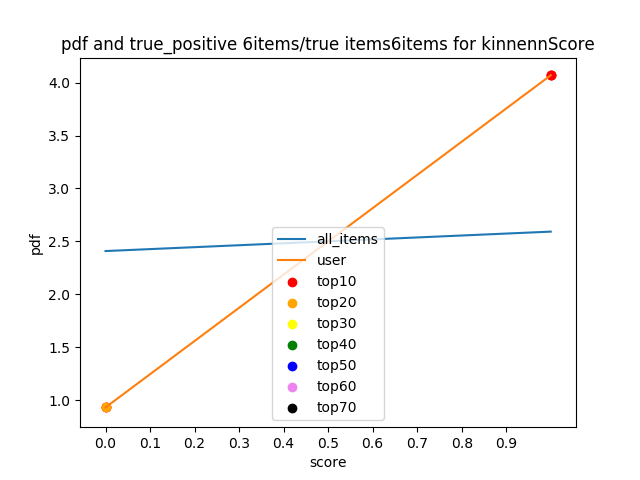 pdf and true_positive 6items/true items6items for kinnennScore
pdf
4.0
3.5
3.0
2.5
2.0
1.5
1.0
all_items
user
top10
top20
top30
top40
top50
top60
top70
0.0 0.1 0.2 0.3 0.4 0.5 0.6 0.7 0.8 0.9
score